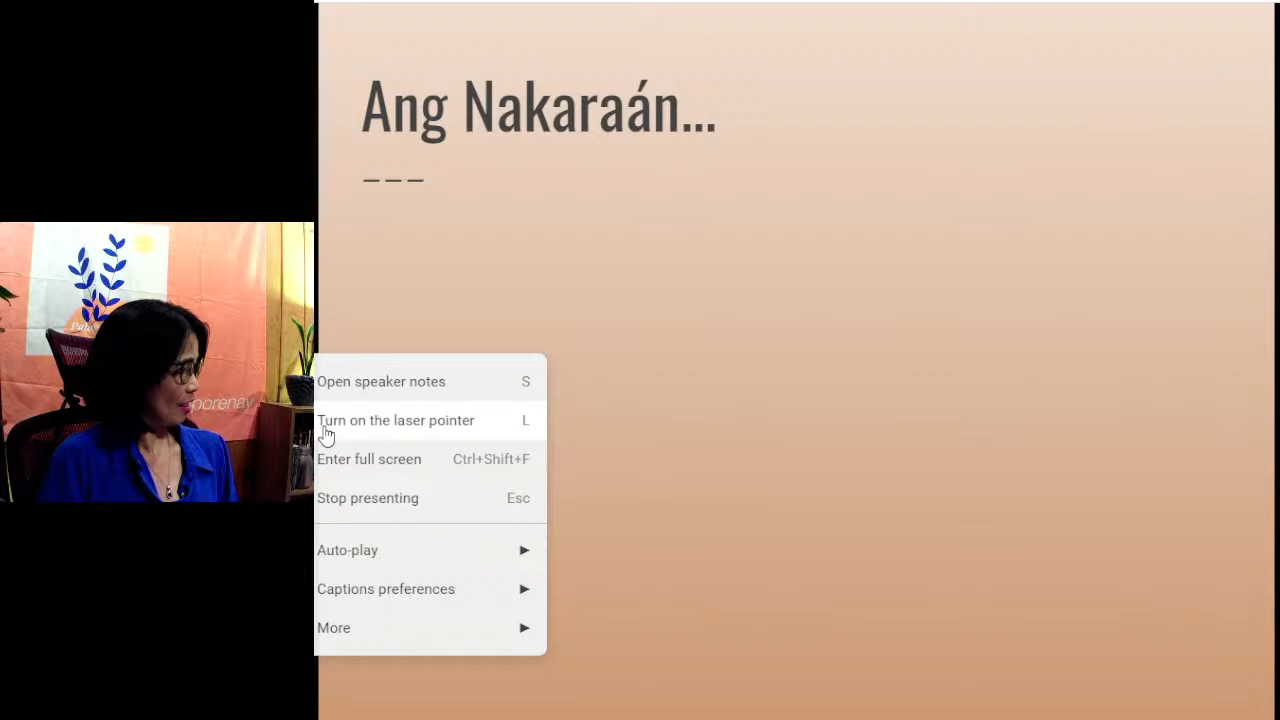 Ang Nakaraán...
---
Open speaker notes S
Turn on the laser pointer L
Enter full screen Ctrl+Shift+F
Stop presenting Esc
Auto-play ▶
Captions preferences ▶
More ▶
porenay